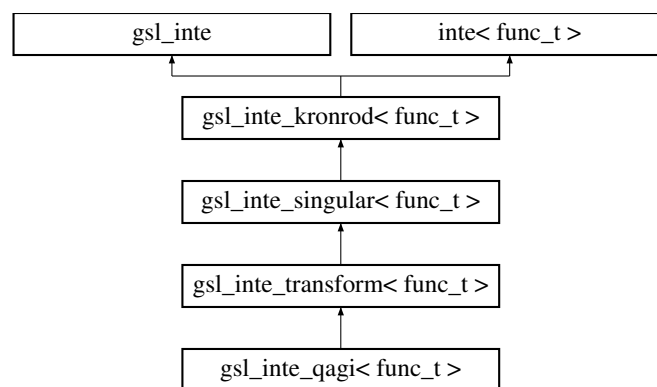 gsl_inte
inte< func_t >
gsl_inte_kronrod< func_t >
gsl_inte_singular< func_t >
gsl_inte_transform< func_t >
gsl_inte_qagi< func_t >